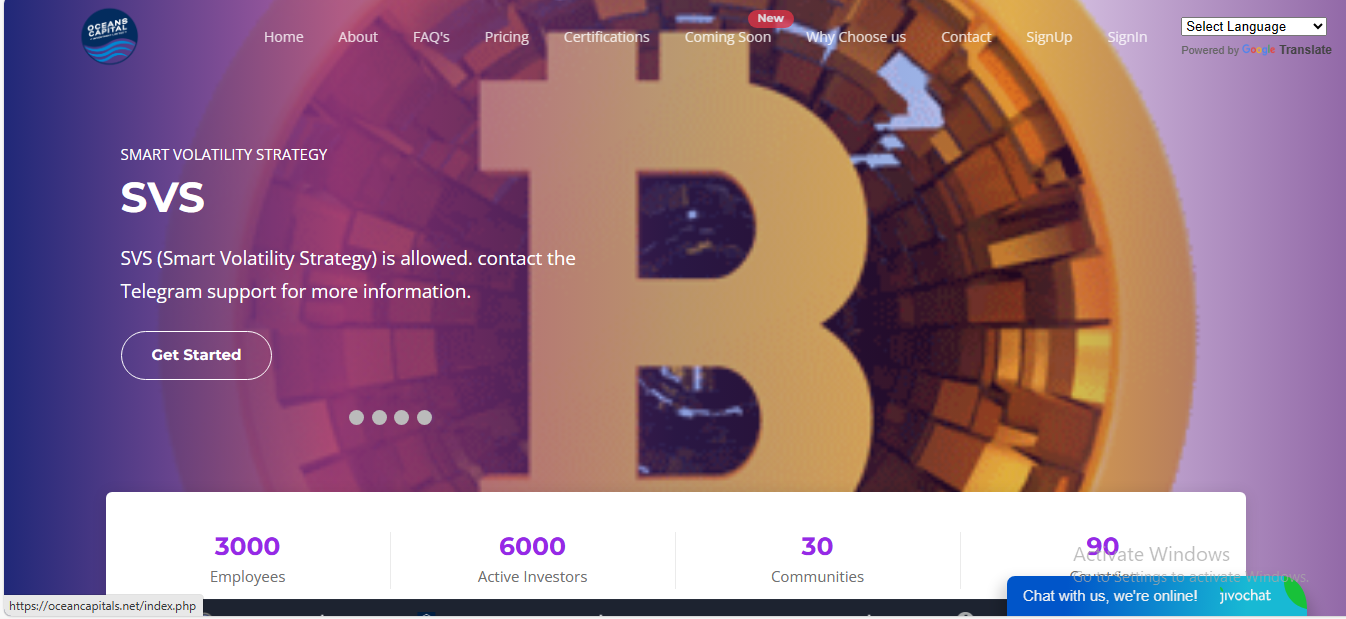 OCEANS
CAPITAL
Home About FAQ's Pricing Certifications Coming Soon New Why Choose us Contact SignUp SignIn
Select Language
Powered by Google Translate
SMART VOLATILITY STRATEGY
SVS
SVS (Smart Volatility Strategy) is allowed. contact the
Telegram support for more information.
Get Started
3000 6000 30 90
Employees Active Investors Communities
Activate Windows
Go to Settings to activate Windows.
Chat with us, we're online! jivochat
https://oceancapitals.net/index.php